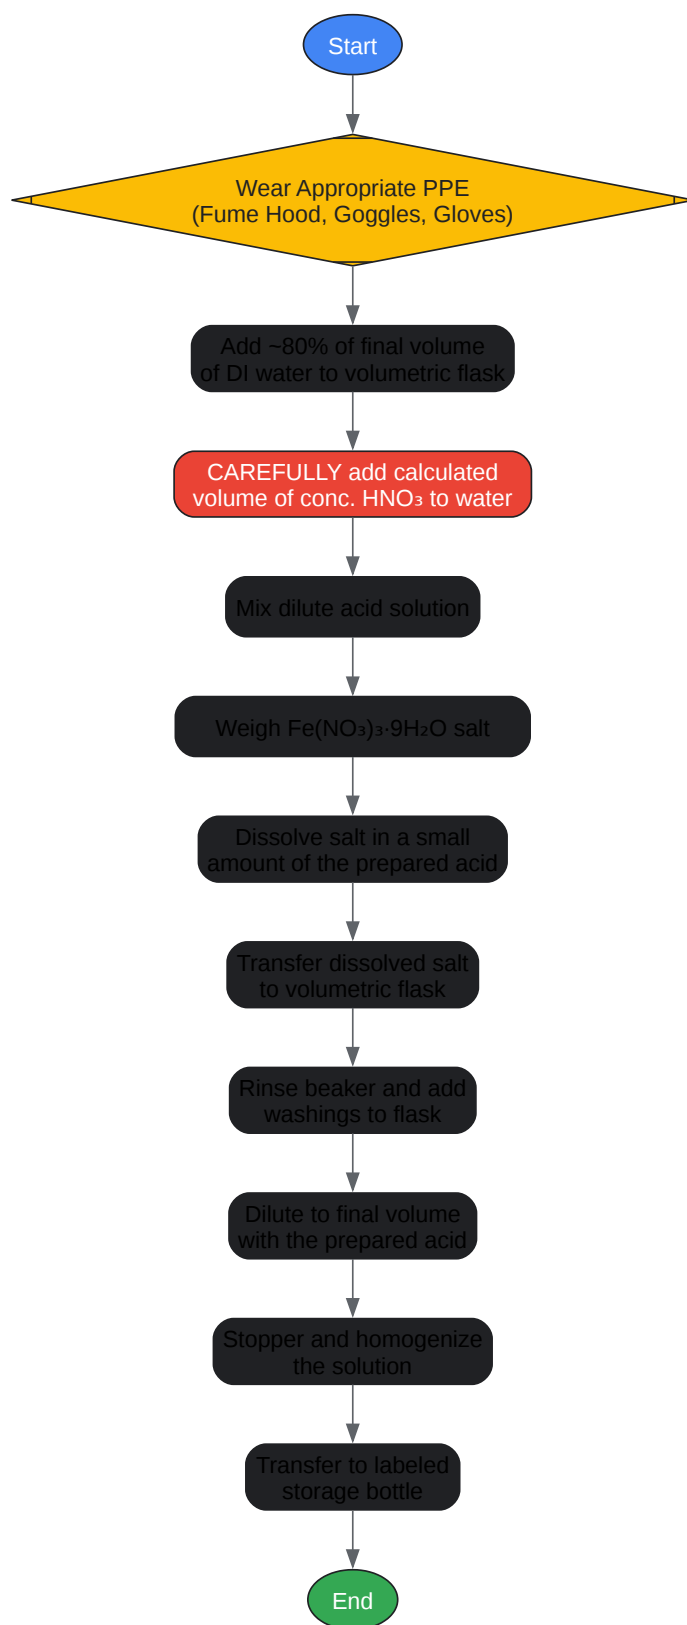 Start
Wear Appropriate PPE
(Fume Hood, Goggles, Gloves)
Add ~80% of final volume
of DI water to volumetric flask
CAREFULLY add calculated
volume of conc. HNO₃ to water
Mix dilute acid solution
Weigh Fe(NO₃)₃·9H₂O salt
Dissolve salt in a small
amount of the prepared acid
Transfer dissolved salt
to volumetric flask
Rinse beaker and add
washings to flask
Dilute to final volume
with the prepared acid
Stopper and homogenize
the solution
Transfer to labeled
storage bottle
End